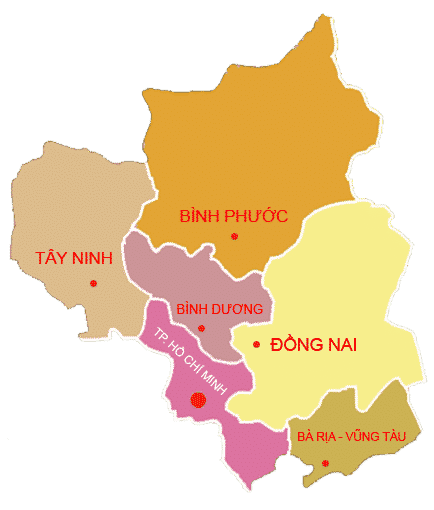 BÌNH PHƯỚC
TÂY NINH
BÌNH DƯƠNG
TP. HỒ CHÍ MINH
ĐỒNG NAI
BÀ RỊA - VŨNG TÀU